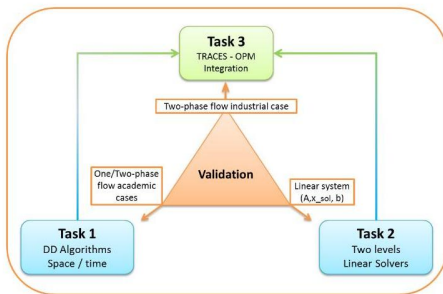 Task 3
TRACES - OPM
Integration
Two-phase flow industrial case
One/Two-phase
flow academic
cases
Validation
Linear system
(A,x_sol, b)
Task 1
DD Algorithms
Space / time
Task 2
Two levels
Linear Solvers